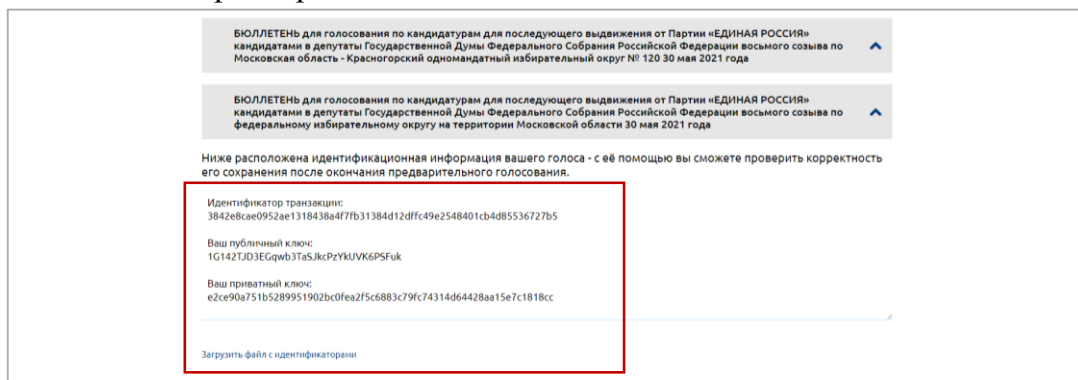 БЮЛЛЕТЕНЬ для голосования по кандидатурам для последующего выдвижения от Партии «ЕДИНАЯ РОССИЯ»
кандидатами в депутаты Государственной Думы Федерального Собрания Российской Федерации восьмого созыва по
Московская область - Красногорский одномандатный избирательный округ № 120 30 мая 2021 года
БЮЛЛЕТЕНЬ для голосования по кандидатурам для последующего выдвижения от Партии «ЕДИНАЯ РОССИЯ»
кандидатами в депутаты Государственной Думы Федерального Собрания Российской Федерации восьмого созыва по
федеральному избирательному округу на территории Московской области 30 мая 2021 года
Ниже расположена идентификационная информация вашего голоса - с её помощью вы сможете проверить корректность
его сохранения после окончания предварительного голосования.
Идентификатор транзакции:
3842e8cae0952ae1318438a4f7fb31384d12dffc49e2548401cb4d85536727b5
Ваш публичный ключ:
1G142TJD3EGqwb3TaSJkcPzYkUVK6PSFuk
Ваш приватный ключ:
e2ce90a751b5289951902bc0fea2f5c6883c79fc74314d64428aa15e7c1818cc
Загрузить файл с идентификаторами